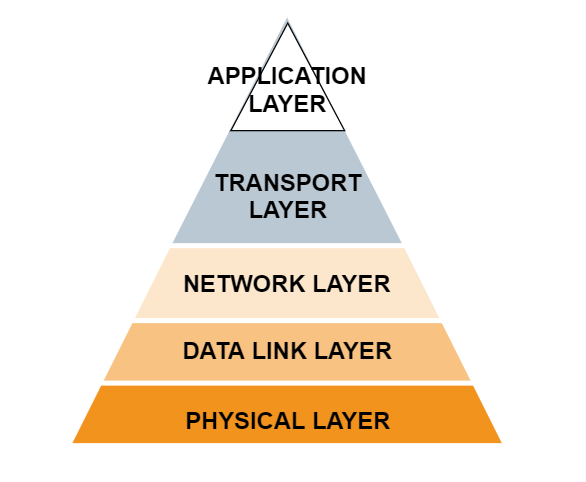 APPLICATION
LAYER
TRANSPORT
LAYER
NETWORK LAYER
DATA LINK LAYER
PHYSICAL LAYER